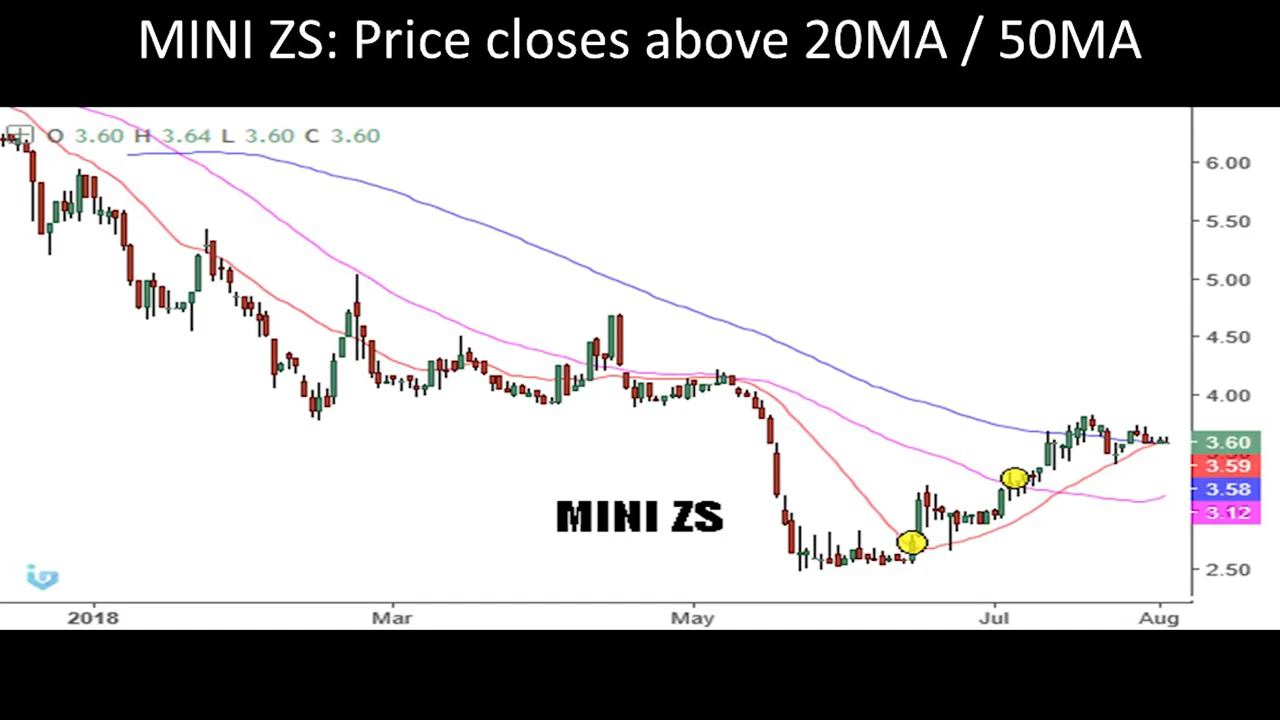 MINI ZS: Price closes above 20MA / 50MA
O 3.60 H 3.64 L 3.60 C 3.60
6.00
5.50
5.00
4.50
4.00
3.60
3.59
3.58
3.12
2.50
MINI ZS
2018 Mar May Jul Aug